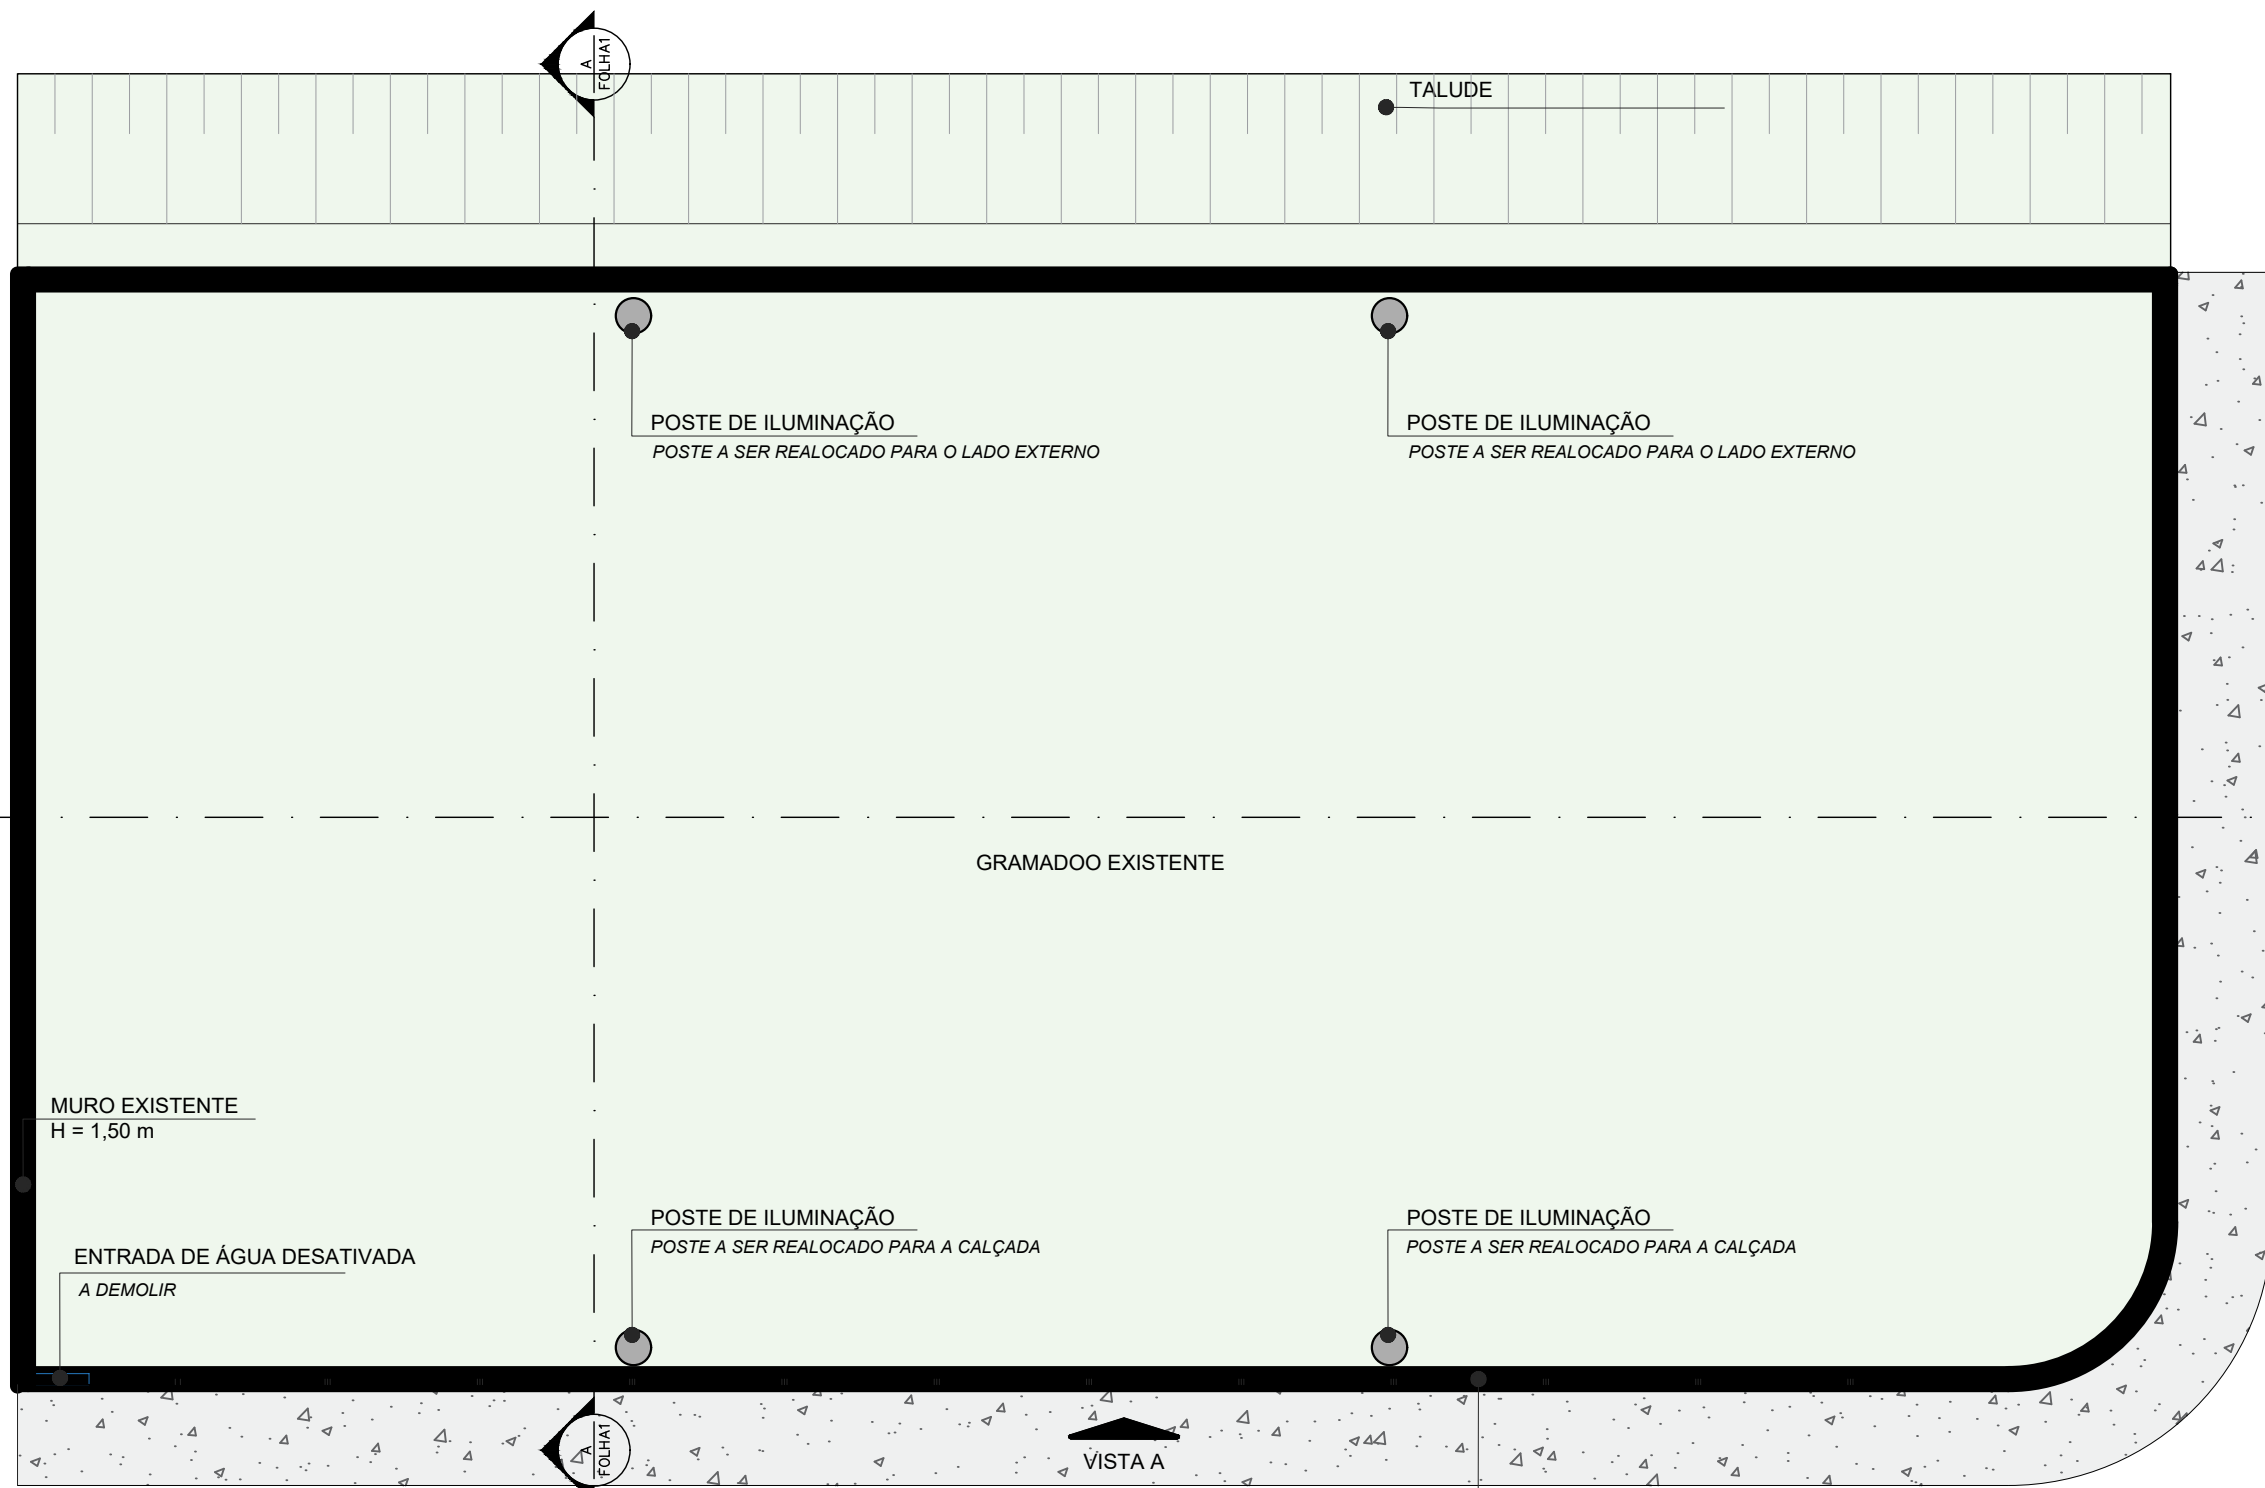 A
FOLHA1
TALUDE
POSTE DE ILUMINAÇÃO
POSTE A SER REALOCADO PARA O LADO EXTERNO
POSTE DE ILUMINAÇÃO
POSTE A SER REALOCADO PARA O LADO EXTERNO
GRAMADOO EXISTENTE
MURO EXISTENTE
H = 1,50 m
POSTE DE ILUMINAÇÃO
POSTE A SER REALOCADO PARA A CALÇADA
POSTE DE ILUMINAÇÃO
POSTE A SER REALOCADO PARA A CALÇADA
ENTRADA DE ÁGUA DESATIVADA
A DEMOLIR
A
FOLHA1
VISTA A